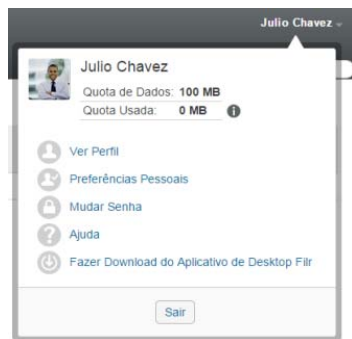 Julio Chavez
Julio Chavez
Quota de Dados: 100 MB
Quota Usada: 0 MB
Ver Perfil
Preferências Pessoais
Mudar Senha
Ajuda
Fazer Download do Aplicativo de Desktop Filr
Sair